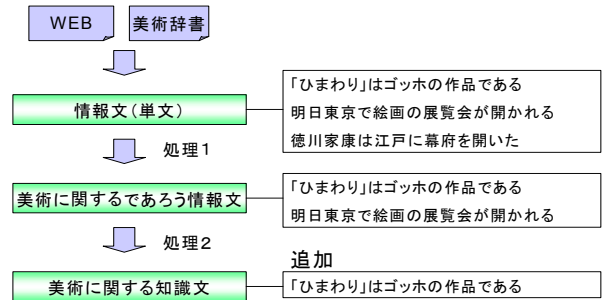 WEB
美術辞書
情報文(単文)
「ひまわり」はゴッホの作品である
明日東京で絵画の展覧会が開かれる
徳川家康は江戸に幕府を開いた
処理1
美術に関するであろう情報文
「ひまわり」はゴッホの作品である
明日東京で絵画の展覧会が開かれる
処理2
追加
美術に関する知識文
「ひまわり」はゴッホの作品である